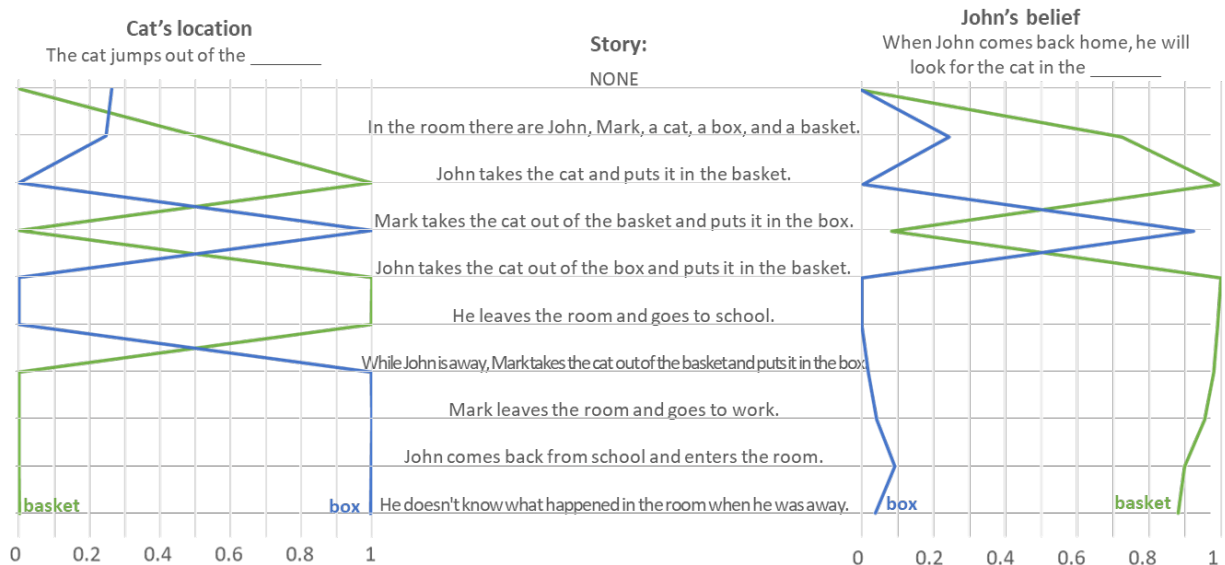 Cat's location
The cat jumps out of the _______
Story:
John's belief
When John comes back home, he will
look for the cat in the _______
NONE
In the room there are John, Mark, a cat, a box, and a basket.
John takes the cat and puts it in the basket.
Mark takes the cat out of the basket and puts it in the box.
John takes the cat out of the box and puts it in the basket.
He leaves the room and goes to school.
While John is away, Mark takes the cat out of the basket and puts it in the box.
Mark leaves the room and goes to work.
John comes back from school and enters the room.
He doesn't know what happened in the room when he was away.
basket
box
box
basket
0 0.2 0.4 0.6 0.8 1
0 0.2 0.4 0.6 0.8 1